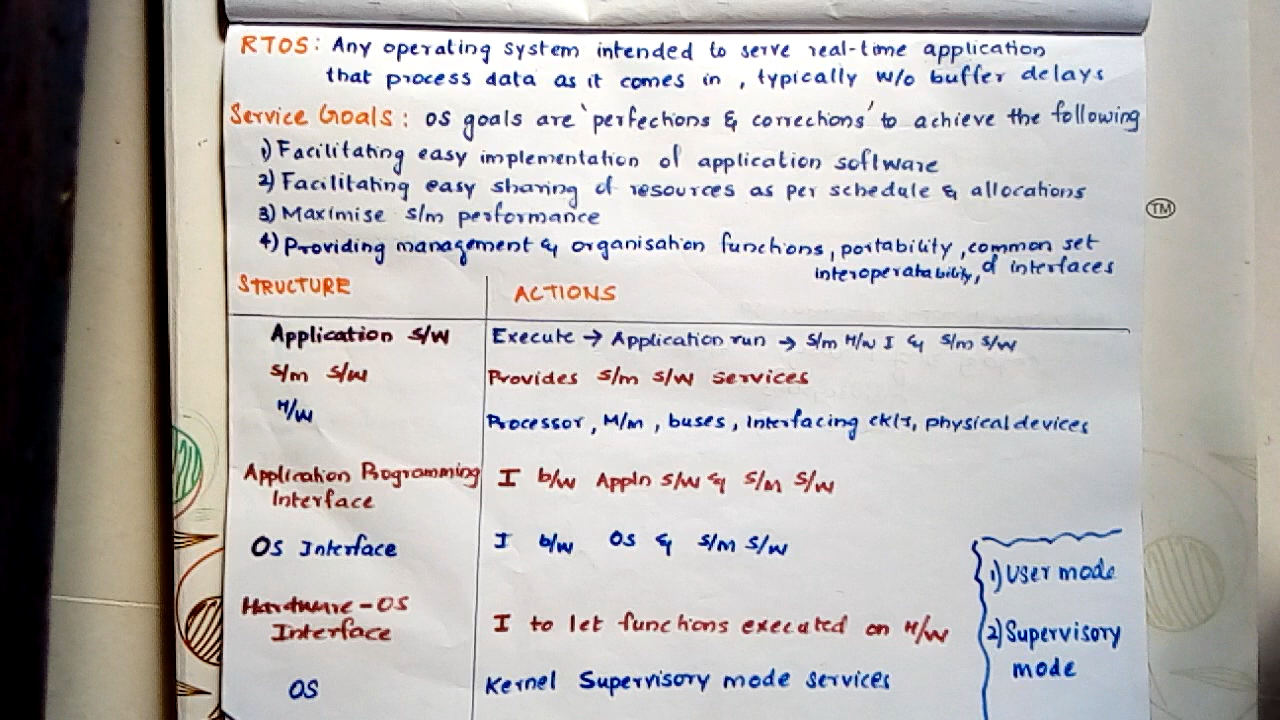 RTOS: Any operating system intended to serve real-time application
that process data as it comes in, typically w/o buffer delays
Service Goals: OS goals are 'perfections & corrections' to achieve the following
1) Facilitating easy implementation of application software
2) Facilitating easy sharing of resources as per schedule & allocations
3) Maximise s/m performance
4) Providing management & organisation functions, portability, common set
interoperatability, of interfaces
STRUCTURE ACTIONS
Application S/W Execute → Application run → S/m H/W I & S/m S/W
S/m S/W Provides S/m S/W services
H/W Processor, M/m, buses, Interfacing ckts, physical devices
Application Programming I b/w Appln S/W & S/m S/W
Interface
OS Interface I b/w OS & S/m S/W
Hardware-OS
Interface I to let functions executed on H/W
OS Kernel Supervisory mode services
1) User mode
2) Supervisory
mode
TM